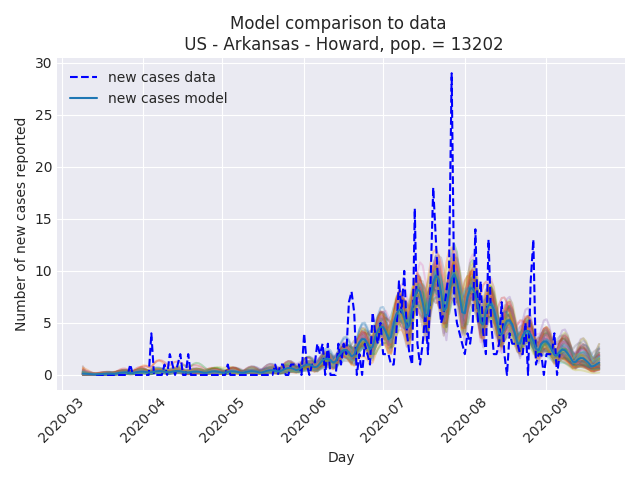 Model comparison to data
US - Arkansas - Howard, pop. = 13202
new cases data
new cases model
Number of new cases reported
30
25
20
15
10
5
0
2020-03
2020-04
2020-05
2020-06
2020-07
2020-08
2020-09
Day